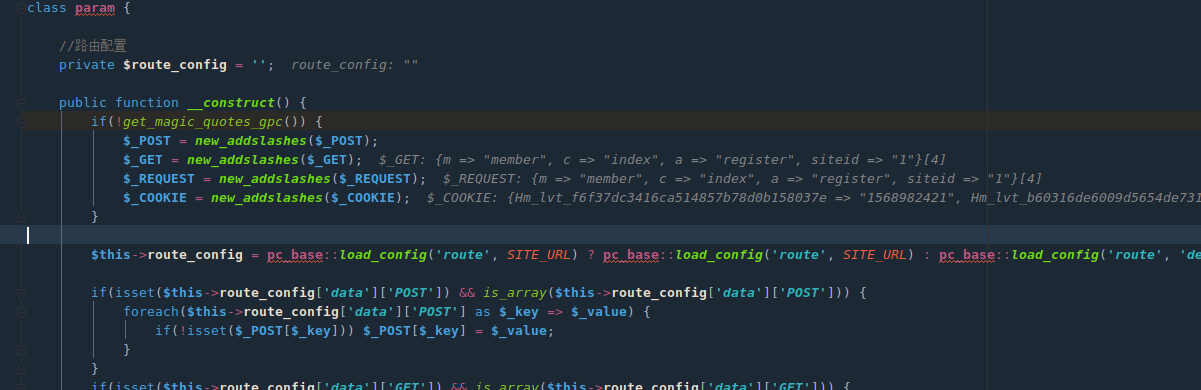 class param {
//路由配置
private $route_config = ''; route_config: ""
public function __construct() {
if(!get_magic_quotes_gpc()) {
$_POST = new_addslashes($_POST);
$_GET = new_addslashes($_GET); $_GET: {m => "member", c => "index", a => "register", siteid => "1"}[4]
$_REQUEST = new_addslashes($_REQUEST); $_REQUEST: {m => "member", c => "index", a => "register", siteid => "1"}[4]
$_COOKIE = new_addslashes($_COOKIE); $_COOKIE: {Hm_lvt_f6f37dc3416ca514857b78d0b158037e => "1568982421", Hm_lvt_b60316de6009d5654de731
}
$this->route_config = pc_base::load_config('route', SITE_URL) ? pc_base::load_config('route', SITE_URL) : pc_base::load_config('route', 'de
if(isset($this->route_config['data']['POST']) && is_array($this->route_config['data']['POST'])) {
foreach($this->route_config['data']['POST'] as $_key => $_value) {
if(!isset($_POST[$_key])) $_POST[$_key] = $_value;
}
}
if(isset($this->route_config['data']['GET']) && is_array($this->route_config['data']['GET'])) {